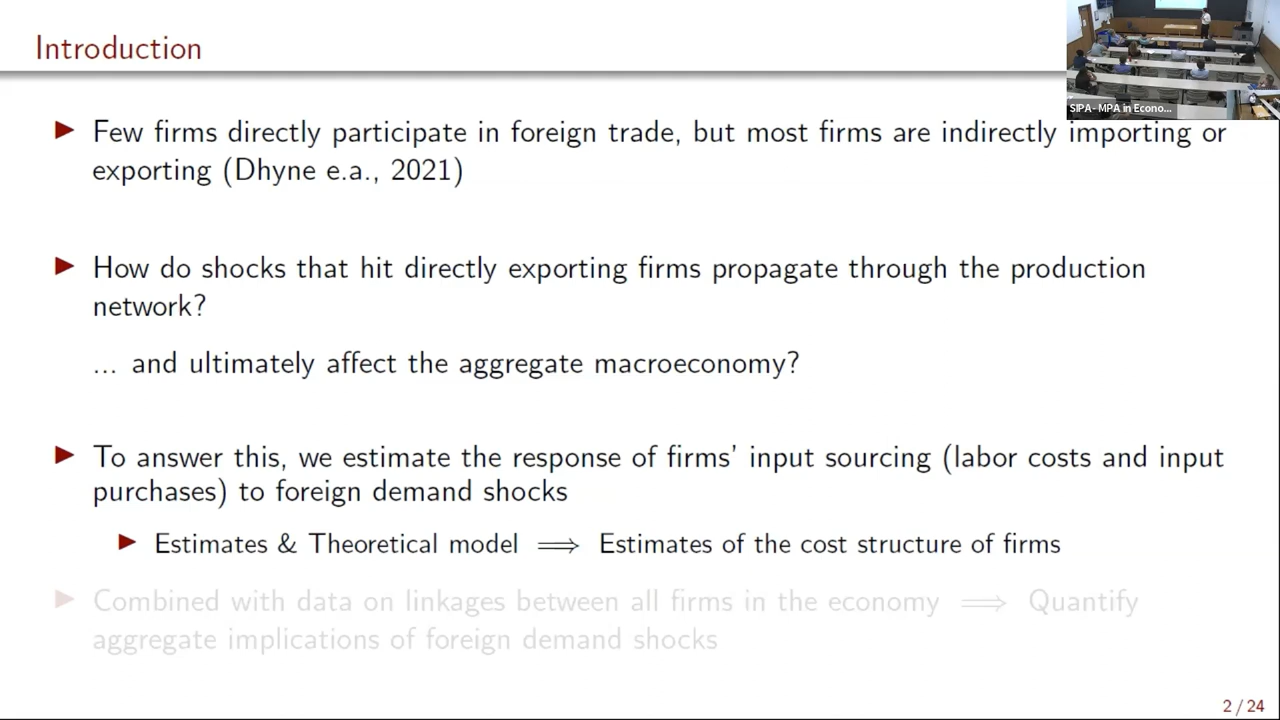 Introduction
SIPA- MPA in Econo...
▶ Few firms directly participate in foreign trade, but most firms are indirectly importing or
exporting (Dhyne e.a., 2021)
▶ How do shocks that hit directly exporting firms propagate through the production
network?
... and ultimately affect the aggregate macroeconomy?
▶ To answer this, we estimate the response of firms' input sourcing (labor costs and input
purchases) to foreign demand shocks
▶ Estimates & Theoretical model ⟹ Estimates of the cost structure of firms
▶ Combined with data on linkages between all firms in the economy ⟹ Quantify
aggregate implications of foreign demand shocks
2 / 24